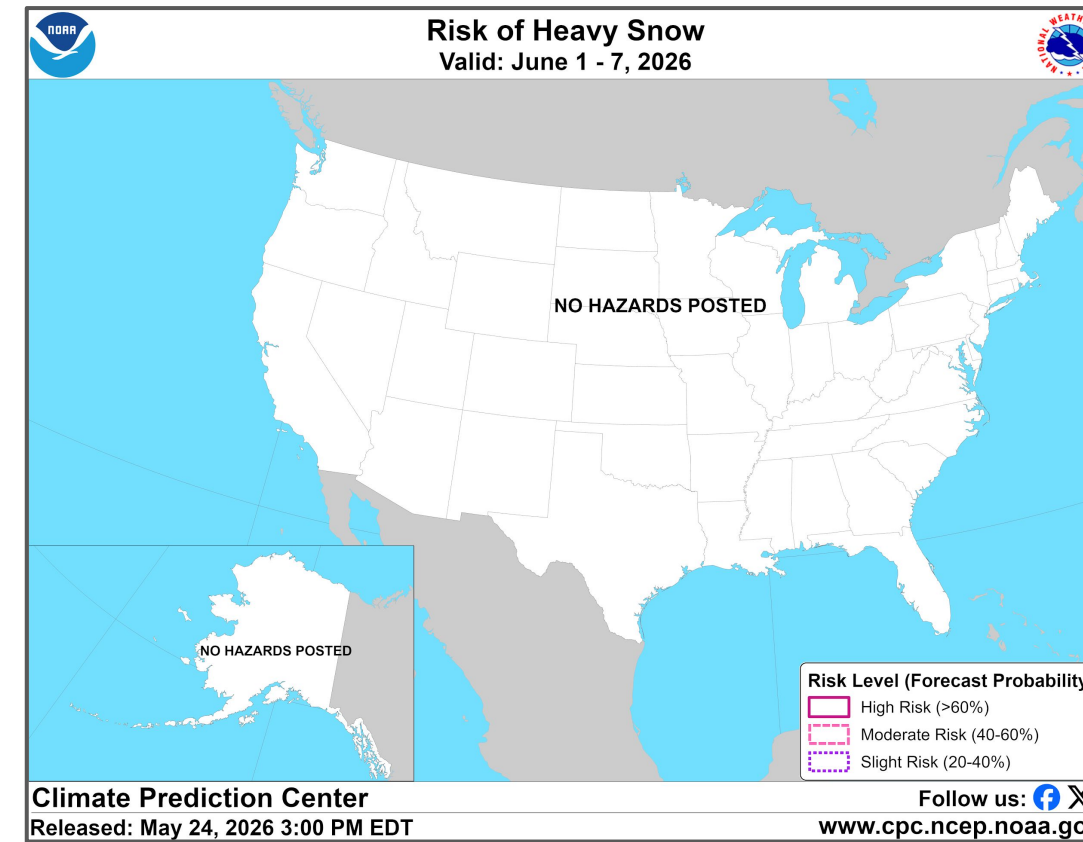 NOAA
Risk of Heavy Snow
Valid: June 1 - 7, 2026
NATIONAL WEATH
NO HAZARDS POSTED
NO HAZARDS POSTED
Risk Level (Forecast Probability
High Risk (>60%)
Moderate Risk (40-60%)
Slight Risk (20-40%)
Climate Prediction Center
Follow us:
Released: May 24, 2026 3:00 PM EDT
www.cpc.ncep.noaa.go